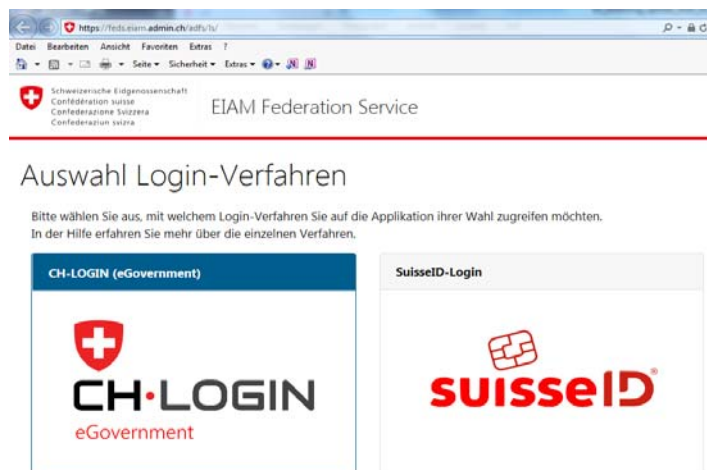 https://feds.eiam.admin.ch/adfs/ls/
Datei Bearbeiten Ansicht Favoriten Extras ?
Seite Sicherheit Extras
Schweizerische Eidgenossenschaft
Confédération suisse
Confederazione Svizzera
Confederaziun svizra
EIAM Federation Service
Auswahl Login-Verfahren
Bitte wählen Sie aus, mit welchem Login-Verfahren Sie auf die Applikation ihrer Wahl zugreifen möchten.
In der Hilfe erfahren Sie mehr über die einzelnen Verfahren.
CH-LOGIN (eGovernment)
SuisseID-Login
CH·LOGIN
eGovernment
suisseID